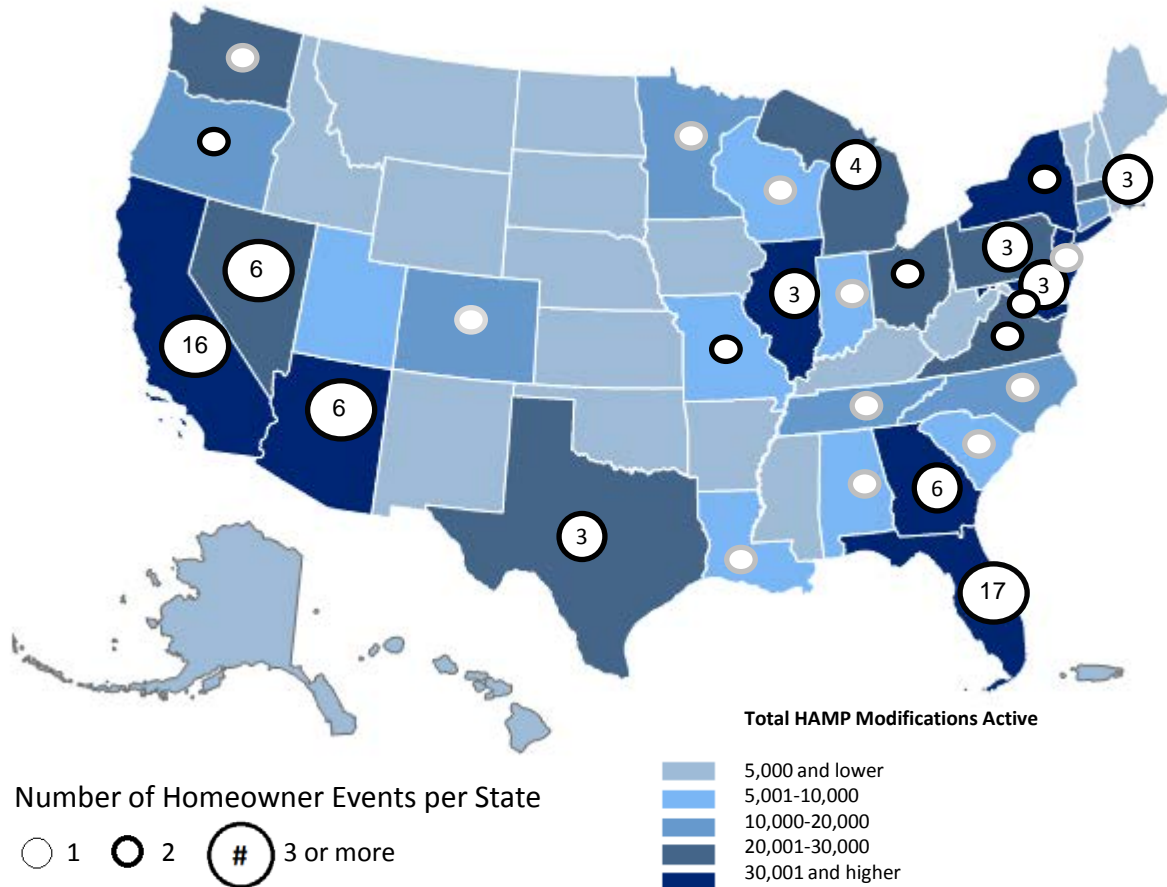 4
3
3
6
3
3
16
6
6
3
17
Total HAMP Modifications Active
5,000 and lower
5,001-10,000
10,000-20,000
20,001-30,000
30,001 and higher
Number of Homeowner Events per State
1 2 # 3 or more